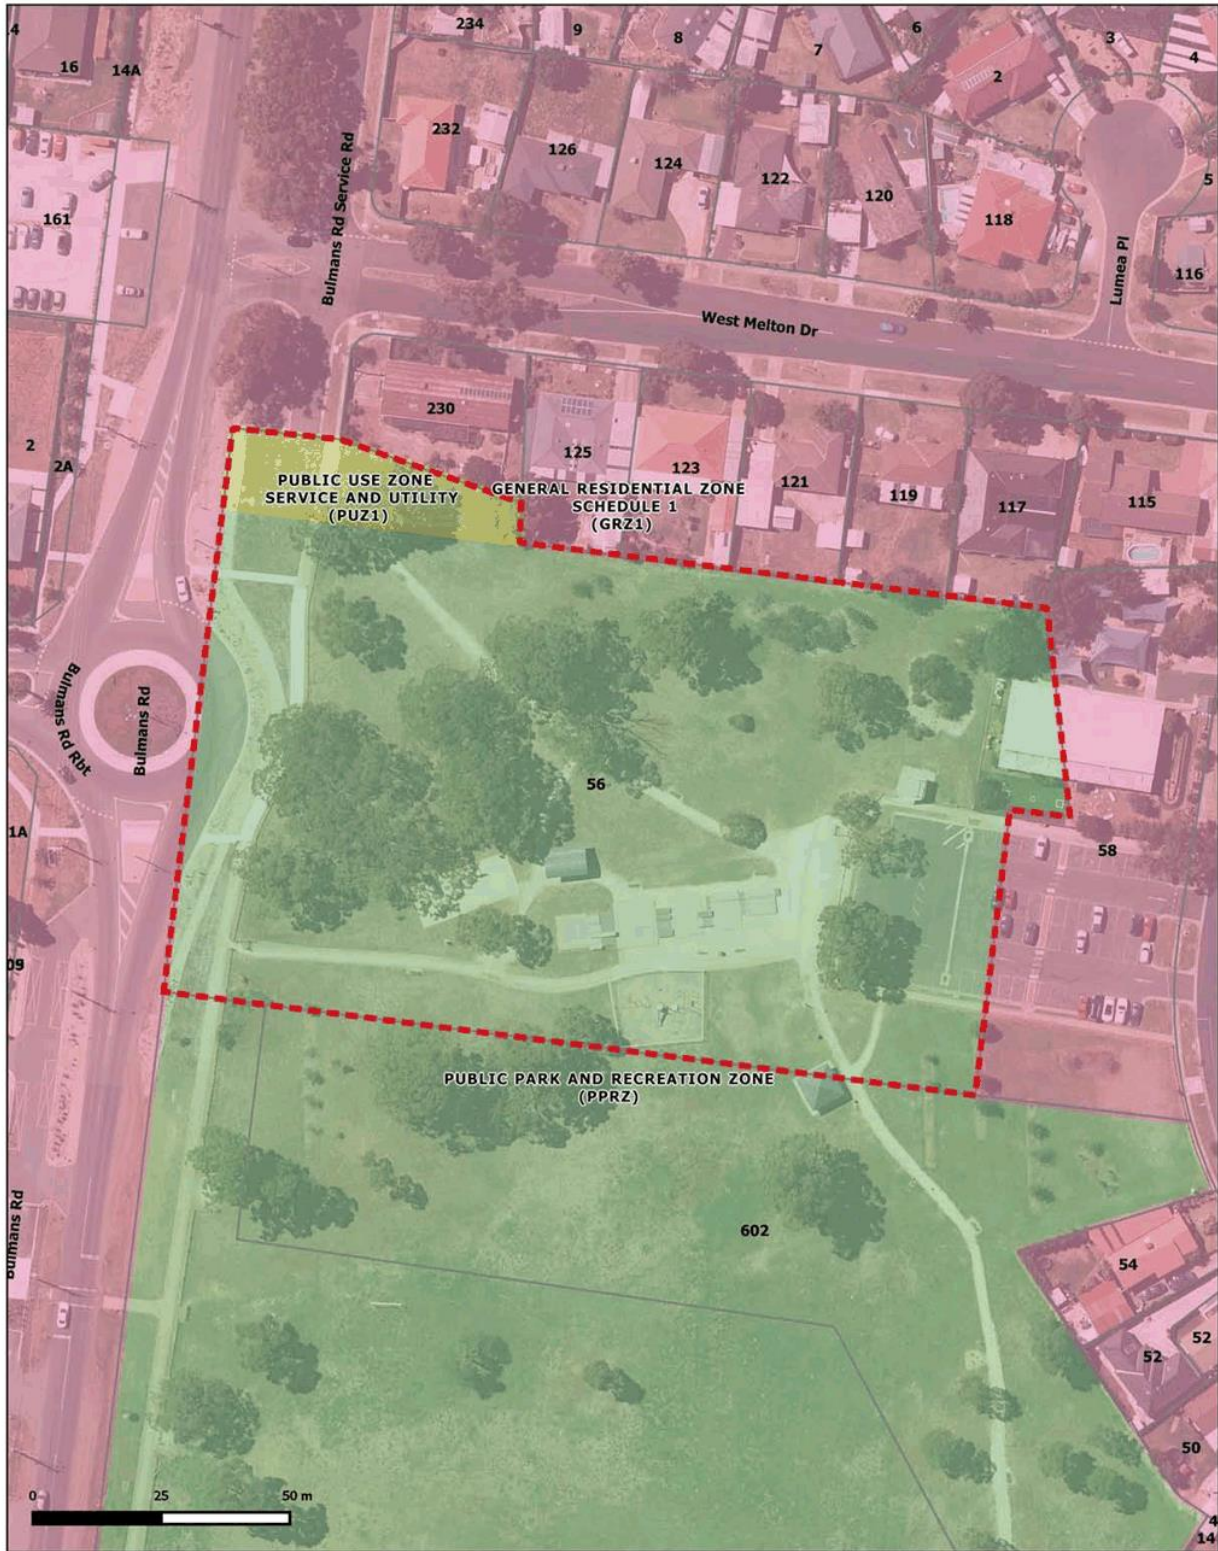 234
9
8
7
6
3
4
16
14A
2
232
126
124
122
120
118
5
116
161
Bulmans Rd Service Rd
Lumea Pl
West Melton Dr
230
2
2A
125
123
121
119
117
115
PUBLIC USE ZONE
SERVICE AND UTILITY
(PUZ1)
GENERAL RESIDENTIAL ZONE
SCHEDULE 1
(GRZ1)
Bulmans Rd
Bulmans Rd Rbt
56
1A
58
09
PUBLIC PARK AND RECREATION ZONE
(PPRZ)
Bulmans Rd
602
54
52
52
50
0 25 50 m
4
14